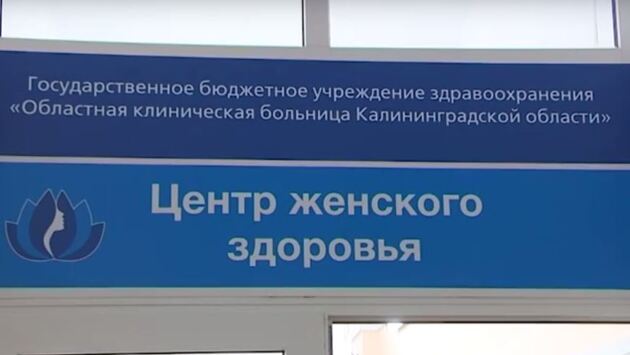 Государственное бюджетное учреждение здравоохранения
«Областная клиническая больница Калининградской области»
Центр женского
здоровья